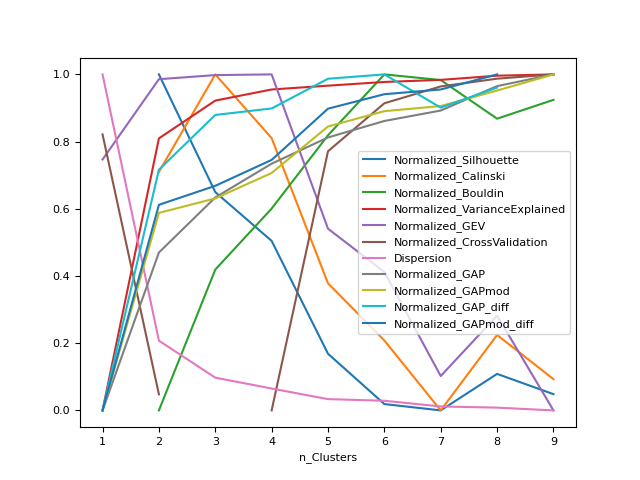 1.0
0.8
0.6
0.4
0.2
0.0
Normalized_Silhouette
Normalized_Calinski
Normalized_Bouldin
Normalized_VarianceExplained
Normalized_GEV
Normalized_CrossValidation
Dispersion
Normalized_GAP
Normalized_GAPmod
Normalized_GAP_diff
Normalized_GAPmod_diff
1 2 3 4 5 6 7 8 9
n_Clusters